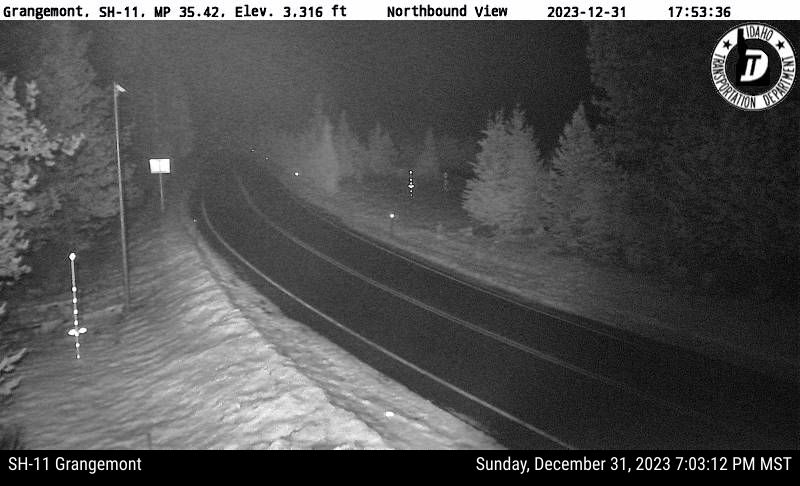 Grangemont, SH-11, MP 35.42, Elev. 3,316 ft Northbound View 2023-12-31 17:53:36
IDAHO
TRANSPORTATION DEPARTMENT
SH-11 Grangemont Sunday, December 31, 2023 7:03:12 PM MST